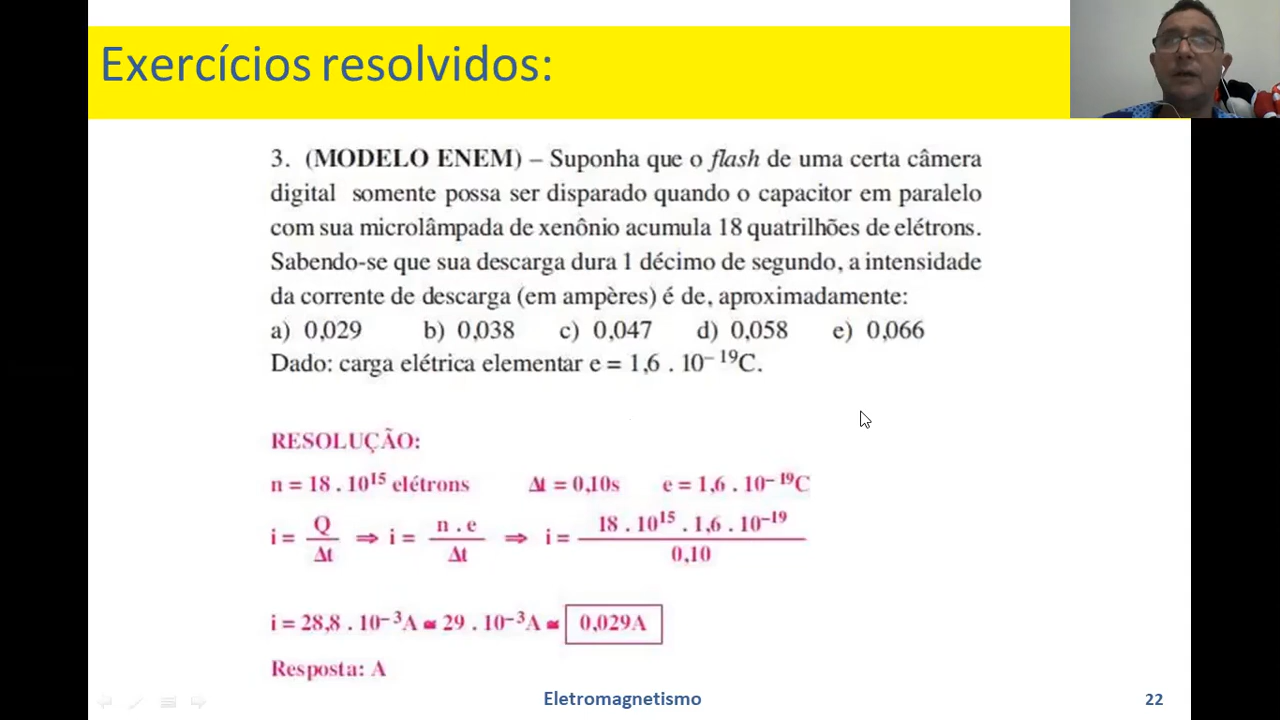 Exercícios resolvidos:
3. (MODELO ENEM) – Suponha que o flash de uma certa câmera
digital somente possa ser disparado quando o capacitor em paralelo
com sua microlâmpada de xenônio acumula 18 quatrilhões de elétrons.
Sabendo-se que sua descarga dura 1 décimo de segundo, a intensidade
da corrente de descarga (em ampères) é de, aproximadamente:
a) 0,029 b) 0,038 c) 0,047 d) 0,058 e) 0,066
Dado: carga elétrica elementar e = 1,6 . 10⁻¹⁹C.
RESOLUÇÃO:
n = 18 . 10¹⁵ elétrons Δt = 0,10s e = 1,6 . 10⁻¹⁹C
i = Q/Δt ⇒ i = n . e/Δt ⇒ i = 18 . 10¹⁵ . 1,6 . 10⁻¹⁹/0,10
i = 28,8 . 10⁻³A ≅ 29 . 10⁻³A ≅ 0,029A
Resposta: A
Eletromagnetismo 22